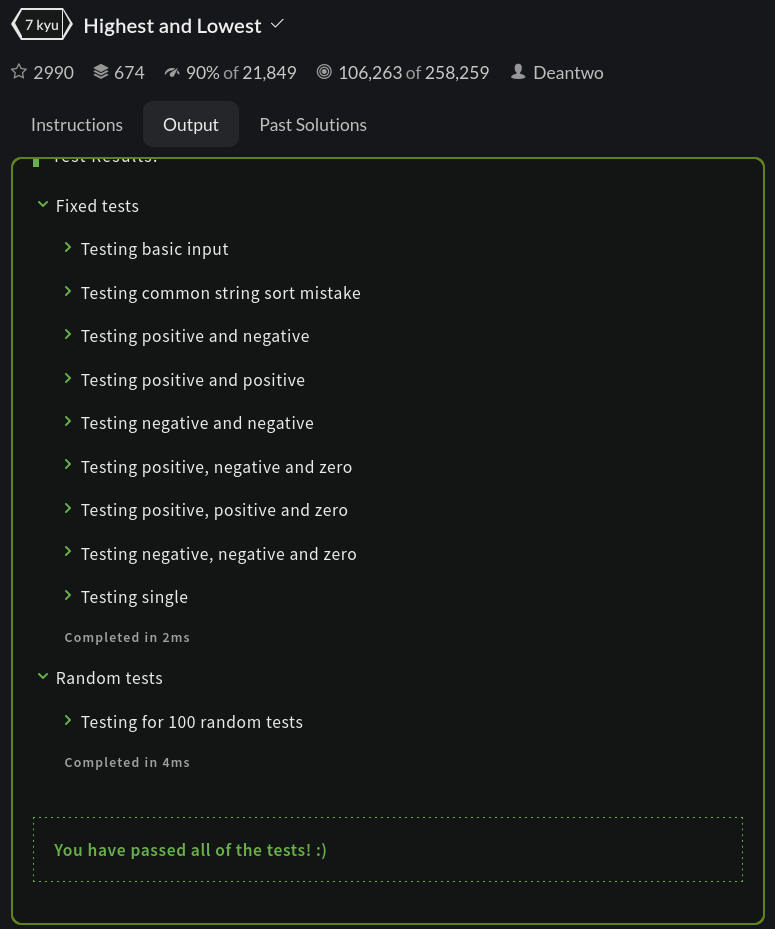 7 kyu Highest and Lowest
2990 674 90% of 21,849 106,263 of 258,259 Deantwo
Instructions Output Past Solutions
Test Results:
Fixed tests
Testing basic input
Testing common string sort mistake
Testing positive and negative
Testing positive and positive
Testing negative and negative
Testing positive, negative and zero
Testing positive, positive and zero
Testing negative, negative and zero
Testing single
Completed in 2ms
Random tests
Testing for 100 random tests
Completed in 4ms
You have passed all of the tests! :)